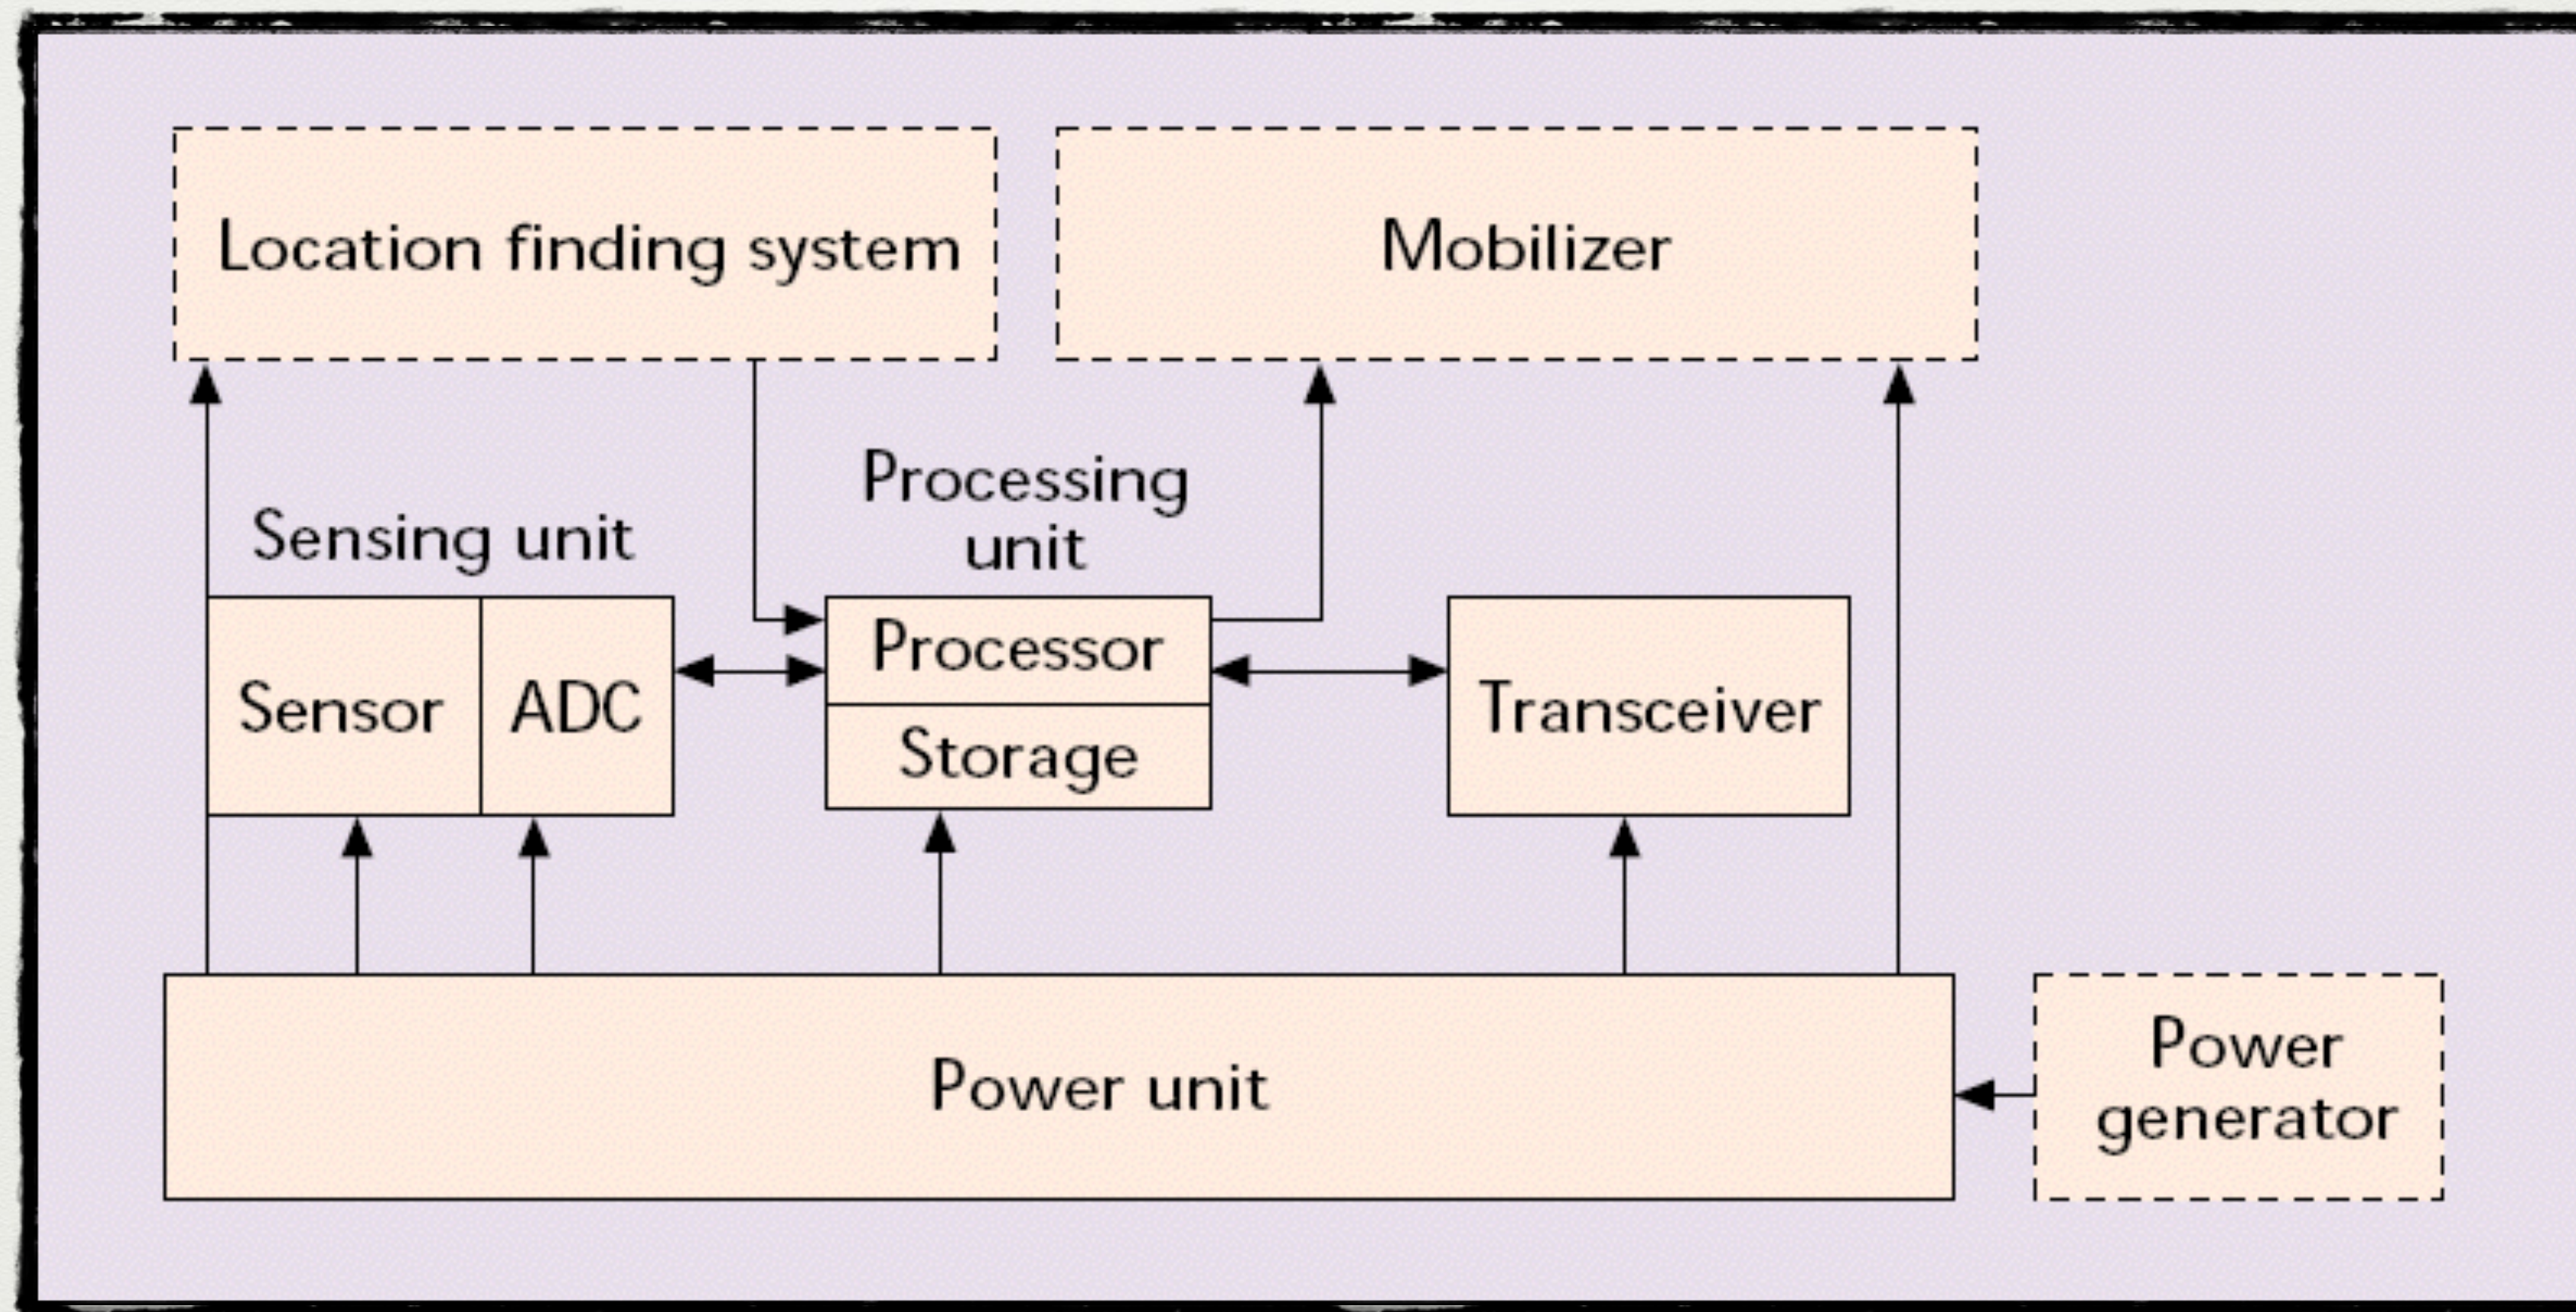 Location finding system
Mobilizer
Sensing unit
Processing
unit
Sensor
ADC
Processor
Storage
Transceiver
Power unit
Power
generator